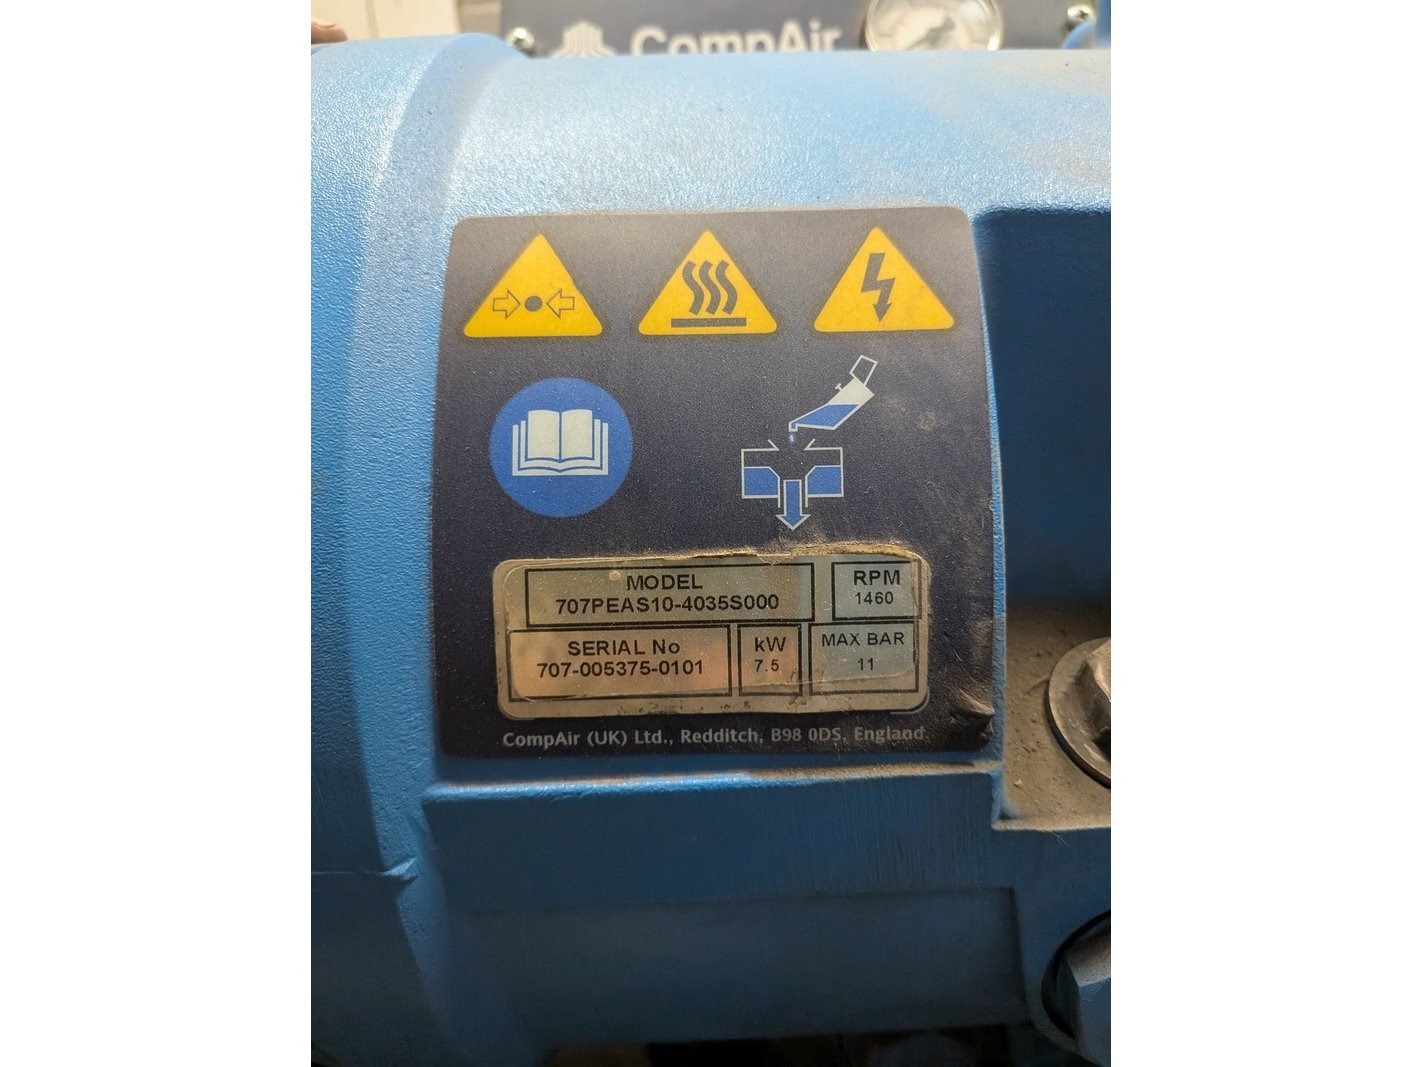 CompAir
MODEL
707PEAS10-4035S000
RPM
1460
SERIAL No
707-005375-0101
kW
7.5
MAX BAR
11
CompAir (UK) Ltd., Redditch, B98 0DS, England